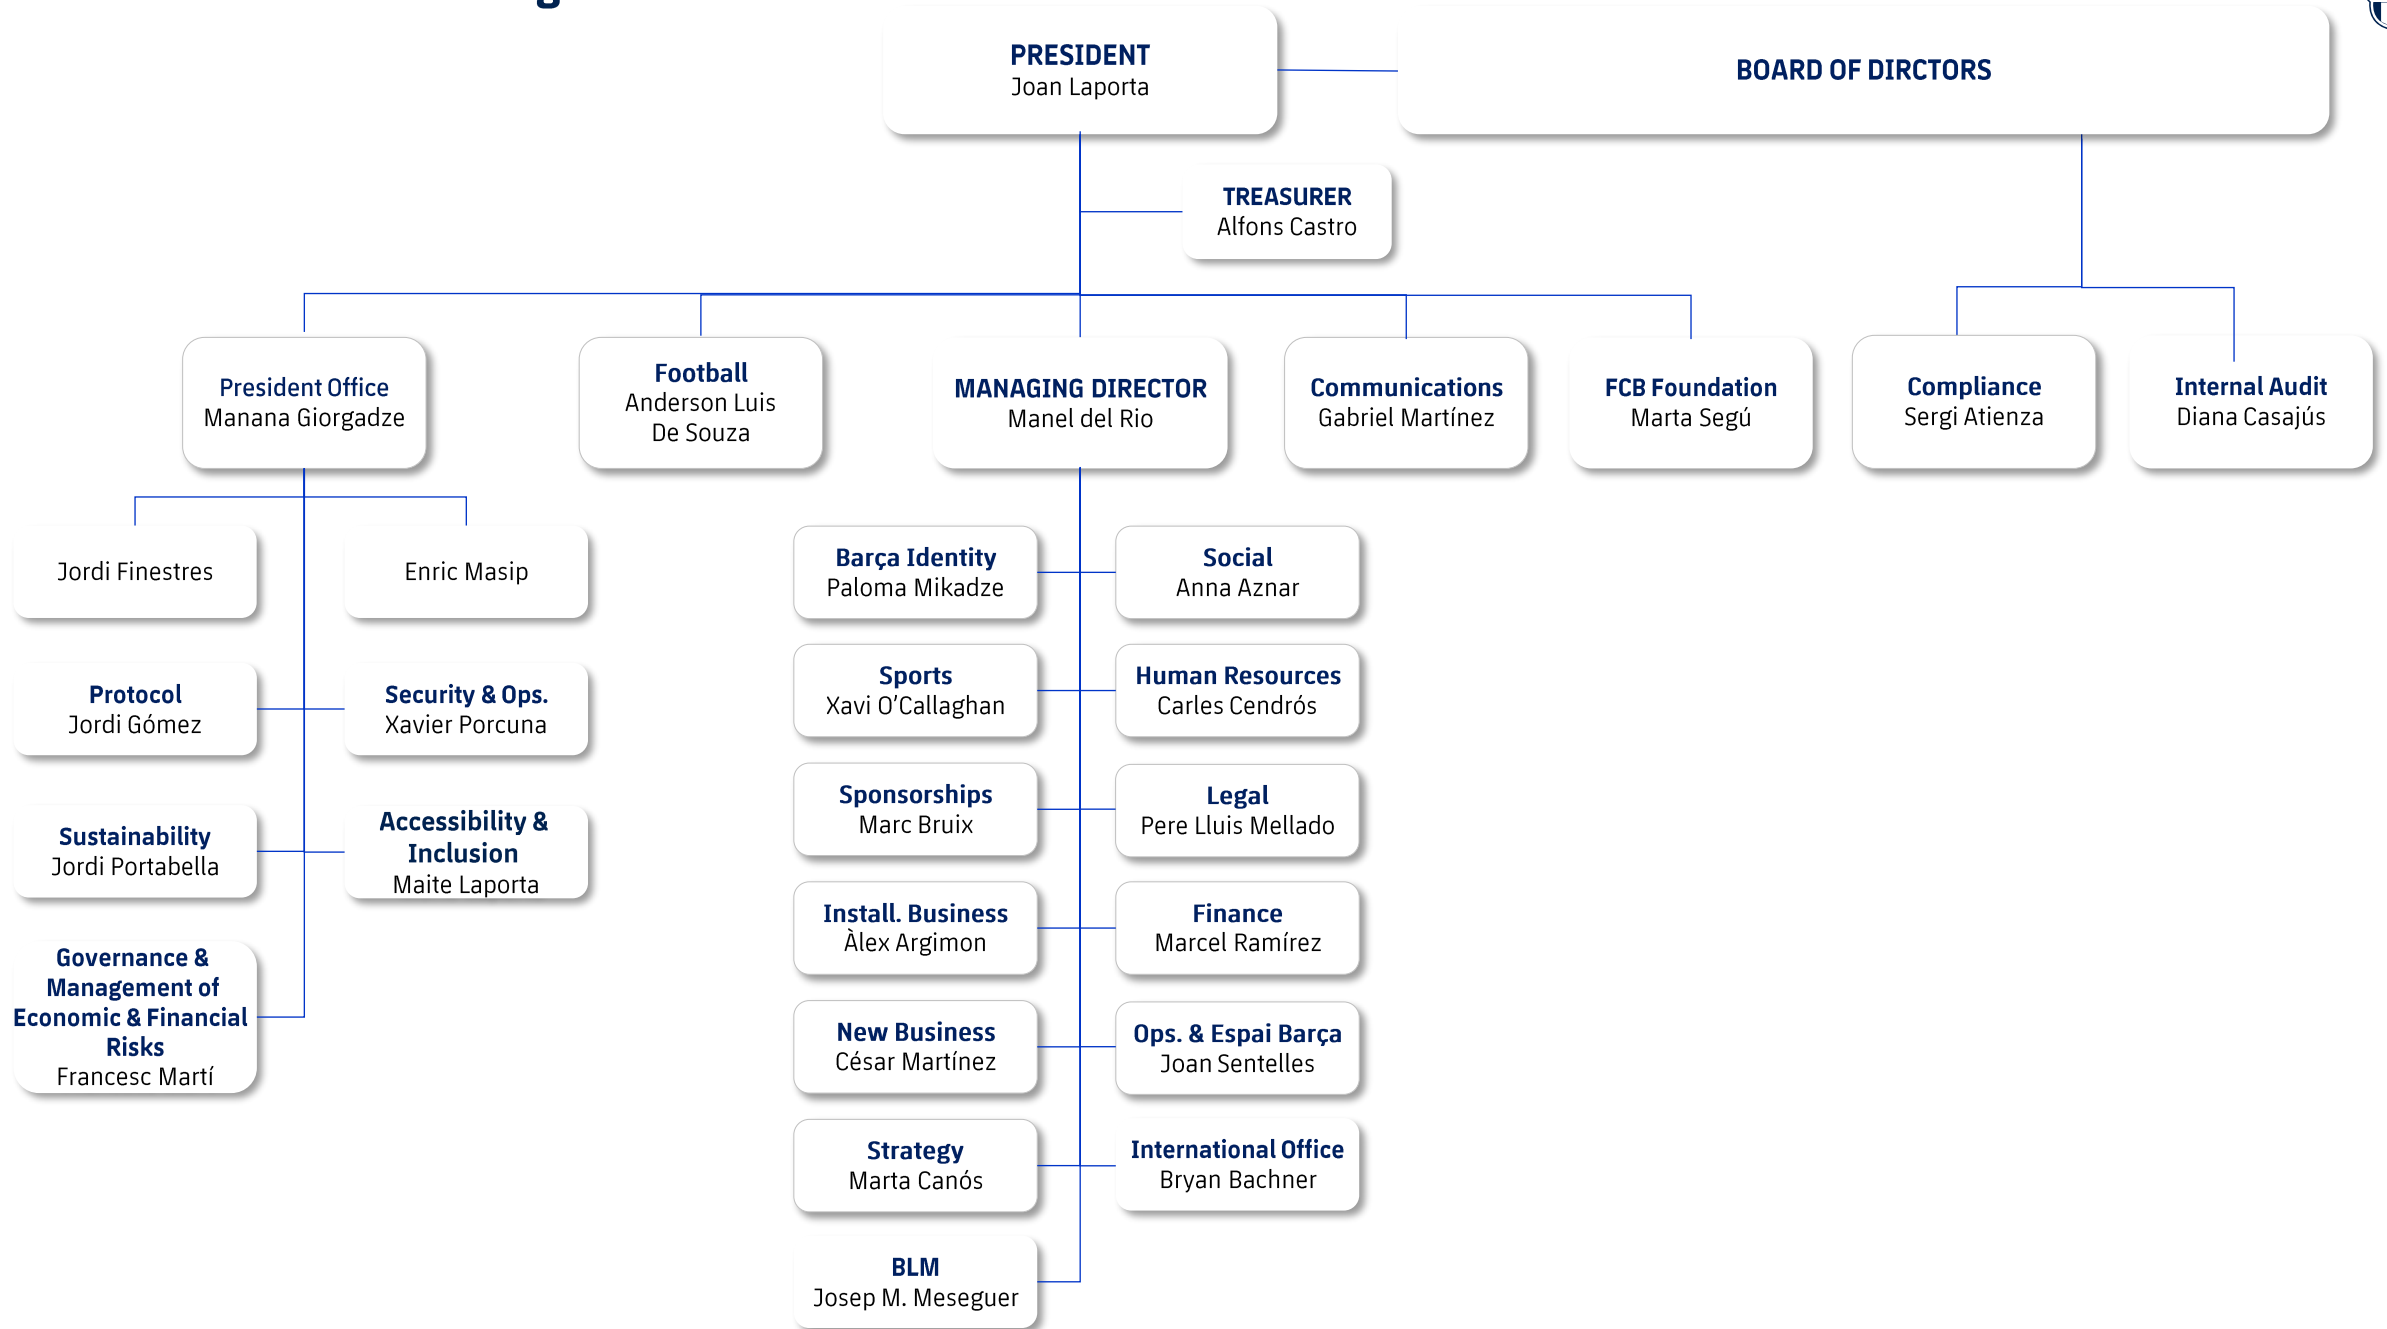 PRESIDENT
Joan Laporta
BOARD OF DIRCTORS
TREASURER
Alfons Castro
President Office
Manana Giorgadze
Football
Anderson Luis
De Souza
MANAGING DIRECTOR
Manel del Rio
Communications
Gabriel Martínez
FCB Foundation
Marta Segú
Compliance
Sergi Atienza
Internal Audit
Diana Casajús
Jordi Finestres
Enric Masip
Protocol
Jordi Gómez
Security & Ops.
Xavier Porcuna
Sustainability
Jordi Portabella
Accessibility &
Inclusion
Maite Laporta
Governance &
Management of
Economic & Financial
Risks
Francesc Martí
Barça Identity
Paloma Mikadze
Social
Anna Aznar
Sports
Xavi O’Callaghan
Human Resources
Carles Cendrós
Sponsorships
Marc Bruix
Legal
Pere Lluis Mellado
Install. Business
Àlex Argimon
Finance
Marcel Ramírez
New Business
César Martínez
Ops. & Espai Barça
Joan Sentelles
Strategy
Marta Canós
International Office
Bryan Bachner
BLM
Josep M. Meseguer